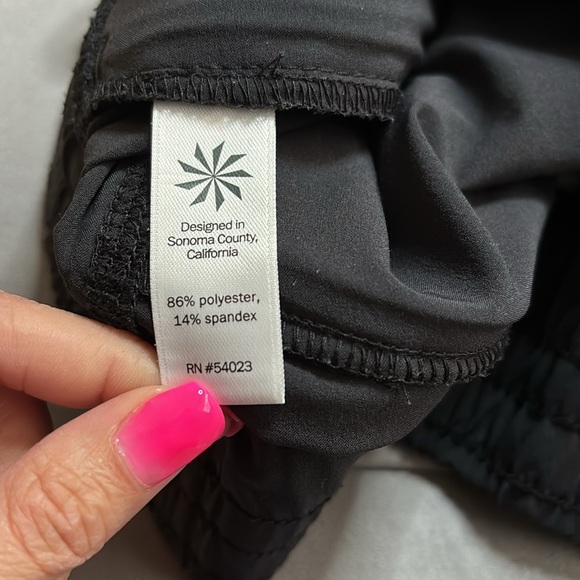 Designed in
Sonoma County,
California
86% polyester,
14% spandex
RN #54023